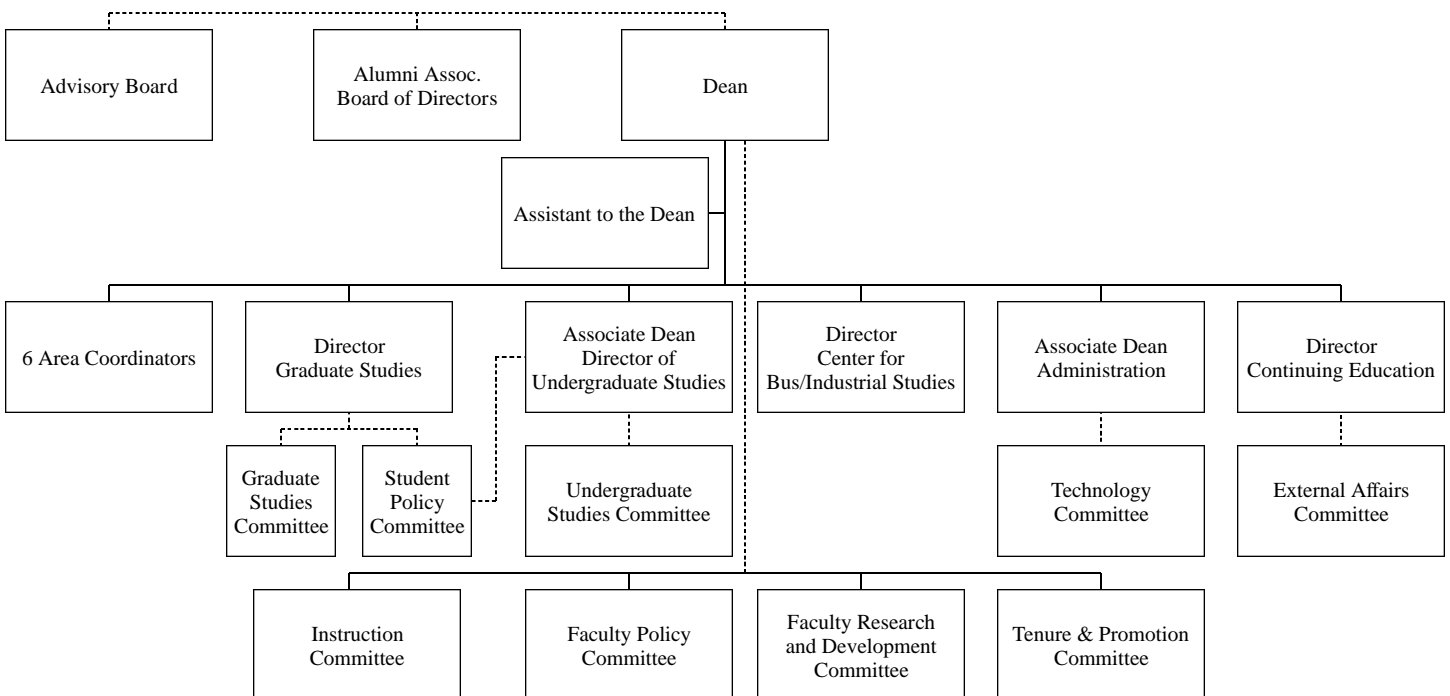 Advisory Board
Alumni Assoc.
Board of Directors
Dean
Assistant to the Dean
6 Area Coordinators
Director
Graduate Studies
Associate Dean
Director of
Undergraduate Studies
Director
Center for
Bus/Industrial Studies
Associate Dean
Administration
Director
Continuing Education
Graduate
Studies
Committee
Student
Policy
Committee
Undergraduate
Studies Committee
Technology
Committee
External Affairs
Committee
Instruction
Committee
Faculty Policy
Committee
Faculty Research
and Development
Committee
Tenure & Promotion
Committee